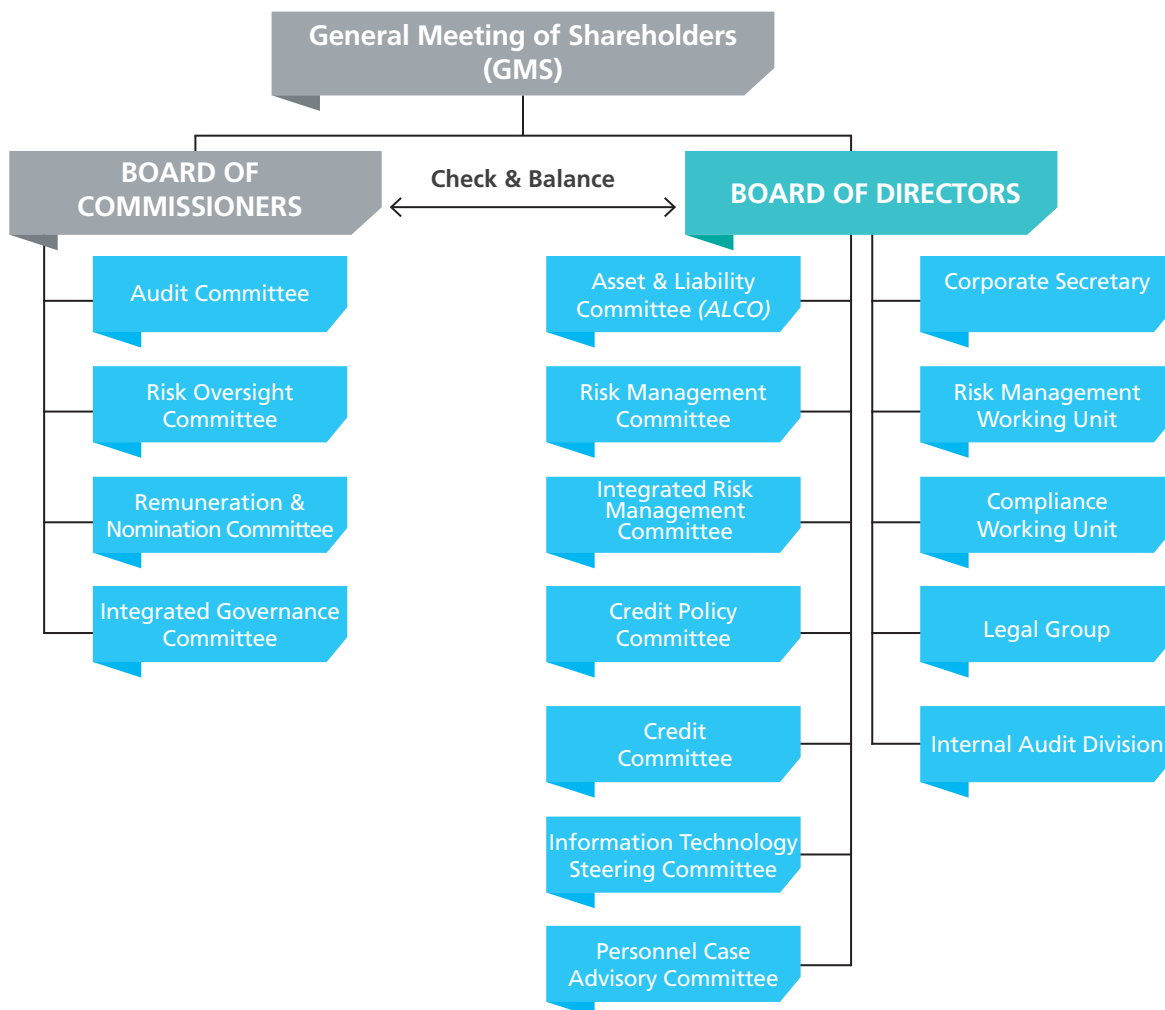 General Meeting of Shareholders
(GMS)
BOARD OF
COMMISSIONERS
Check & Balance
BOARD OF DIRECTORS
Audit Committee
Risk Oversight
Committee
Remuneration &
Nomination Committee
Integrated Governance
Committee
Asset & Liability
Committee (ALCO)
Risk Management
Committee
Integrated Risk
Management
Committee
Credit Policy
Committee
Credit
Committee
Information Technology
Steering Committee
Personnel Case
Advisory Committee
Corporate Secretary
Risk Management
Working Unit
Compliance
Working Unit
Legal Group
Internal Audit Division